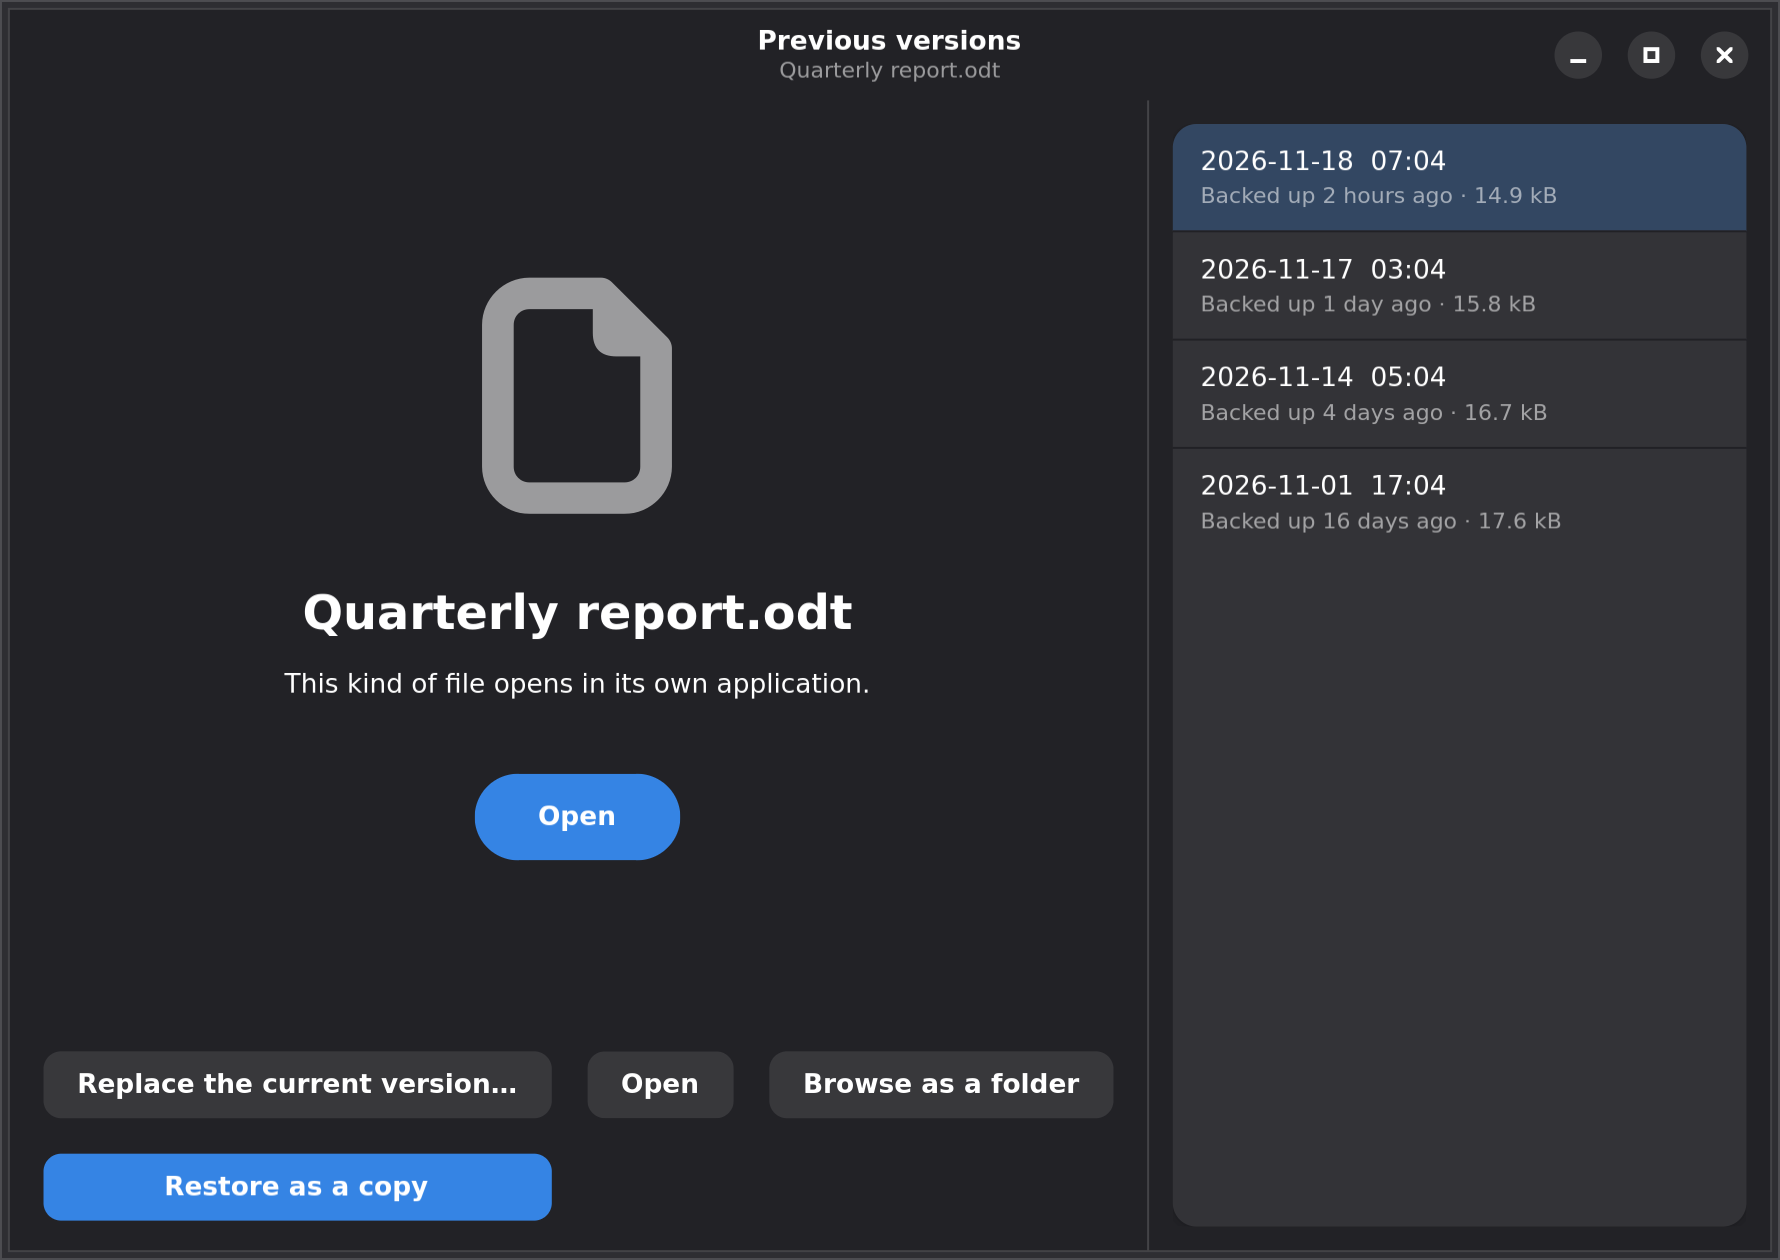 Previous versions
Quarterly report.odt
Quarterly report.odt
This kind of file opens in its own application.
Open
Replace the current version…
Open
Browse as a folder
Restore as a copy
2026-11-18 07:04
Backed up 2 hours ago · 14.9 kB
2026-11-17 03:04
Backed up 1 day ago · 15.8 kB
2026-11-14 05:04
Backed up 4 days ago · 16.7 kB
2026-11-01 17:04
Backed up 16 days ago · 17.6 kB